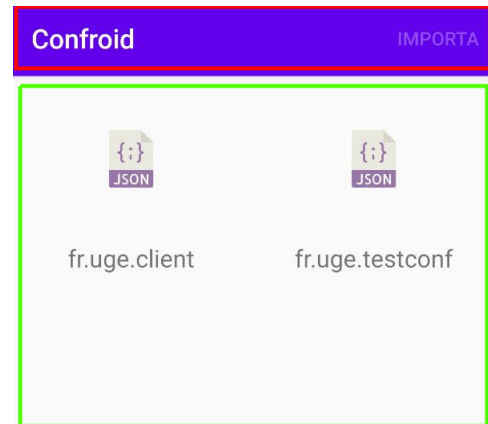 Confroid
IMPORTA
{;}
JSON
{;}
JSON
fr.uge.client
fr.uge.testconf